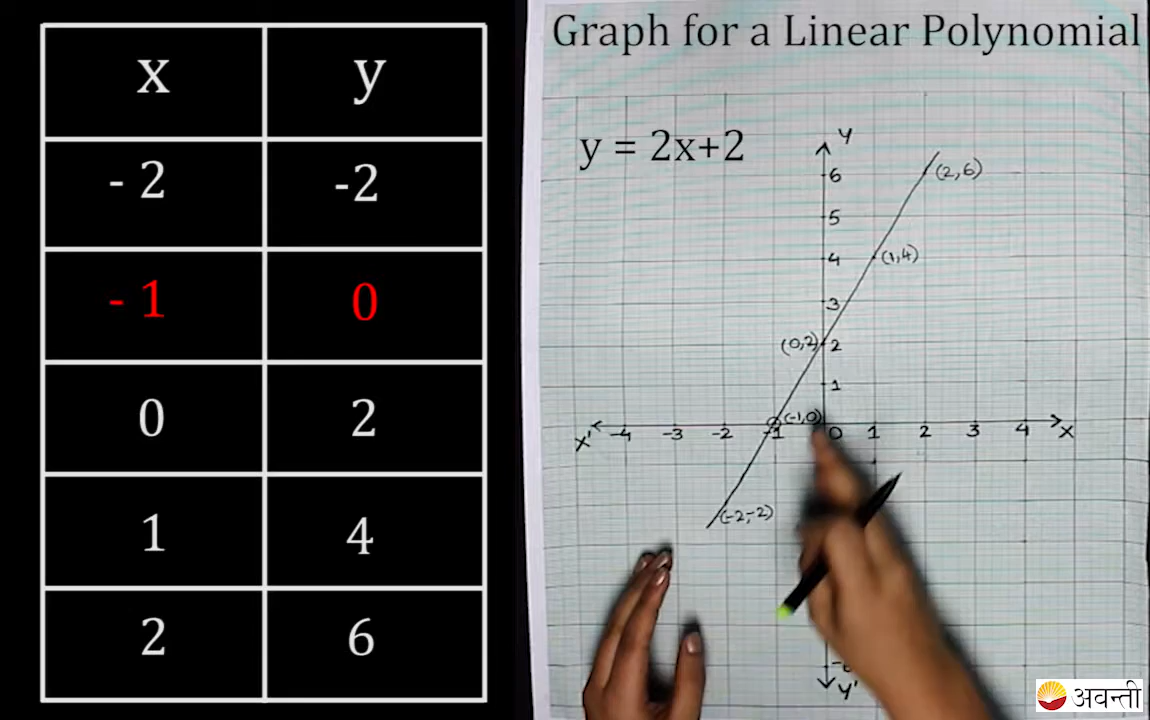 x y
- 2 -2
- 1 0
0 2
1 4
2 6
Graph for a Linear Polynomial
y = 2x+2
Y
6 (2,6)
5
4 (1,4)
3
(0,2) 2
1
(-1,0)
X' -4 -3 -2 -1 0 1 2 3 4 X
(-2,-2)
Y'
अवन्ती